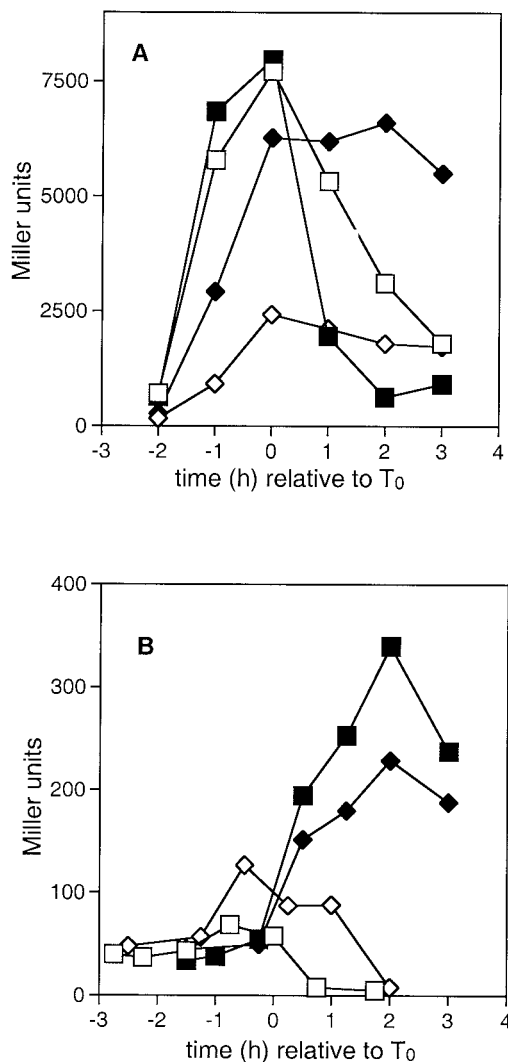 A
7500
5000
2500
0
Miller units
-3 -2 -1 0 1 2 3 4
time (h) relative to T0
B
400
300
200
100
0
Miller units
-3 -2 -1 0 1 2 3 4
time (h) relative to T0